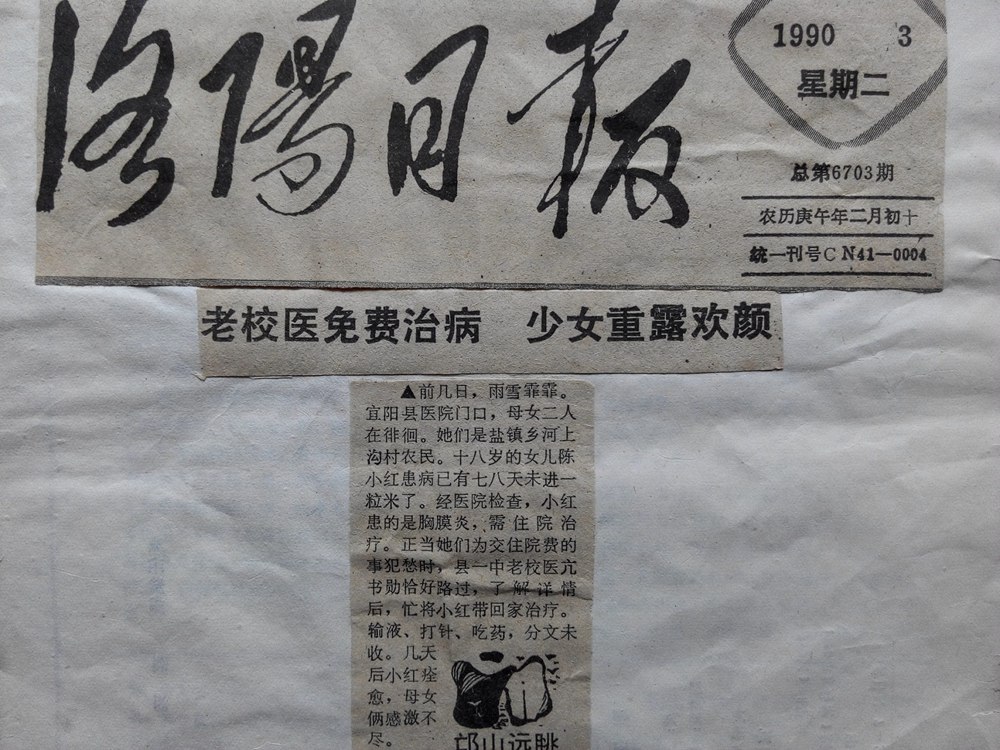 洛陽日报
1990 3
星期二
总第6703期
农历庚午年二月初十
统一刊号CN41—0004
老校医免费治病 少女重露欢颜
▲前几日，雨雪霏霏。
宜阳县医院门口，母女二人
在徘徊。她们是盐镇乡河上
沟村农民。十八岁的女儿陈
小红患病已有七八天未进一
粒米了。经医院检查，小红
患的是胸膜炎，需住院治
疗。正当她们为交住院费的
事犯愁时，县一中老校医亢
书勋恰好路过，了解详情
后，忙将小红带回家治疗。
输液、打针、吃药，分文未
收。几天
后小红痊
愈，母女
俩感激不
尽。
邙山远眺